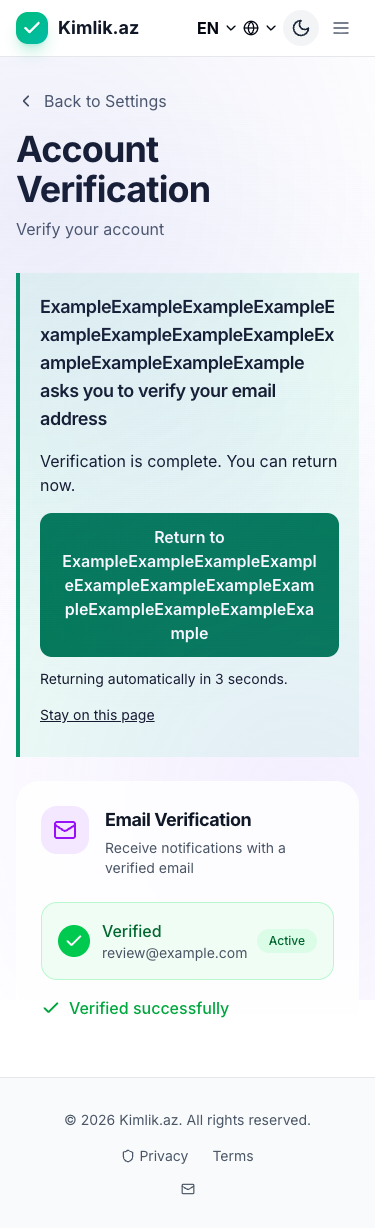 Kimlik.az
EN
Back to Settings
Account
Verification
Verify your account
ExampleExampleExampleExampleE
xampleExampleExampleExampleEx
ampleExampleExampleExample
asks you to verify your email
address
Verification is complete. You can return
now.
Return to
ExampleExampleExampleExampl
eExampleExampleExampleExam
pleExampleExampleExampleExa
mple
Returning automatically in 3 seconds.
Stay on this page
Email Verification
Receive notifications with a
verified email
Verified
review@example.com
Active
Verified successfully
© 2026 Kimlik.az. All rights reserved.
Privacy
Terms